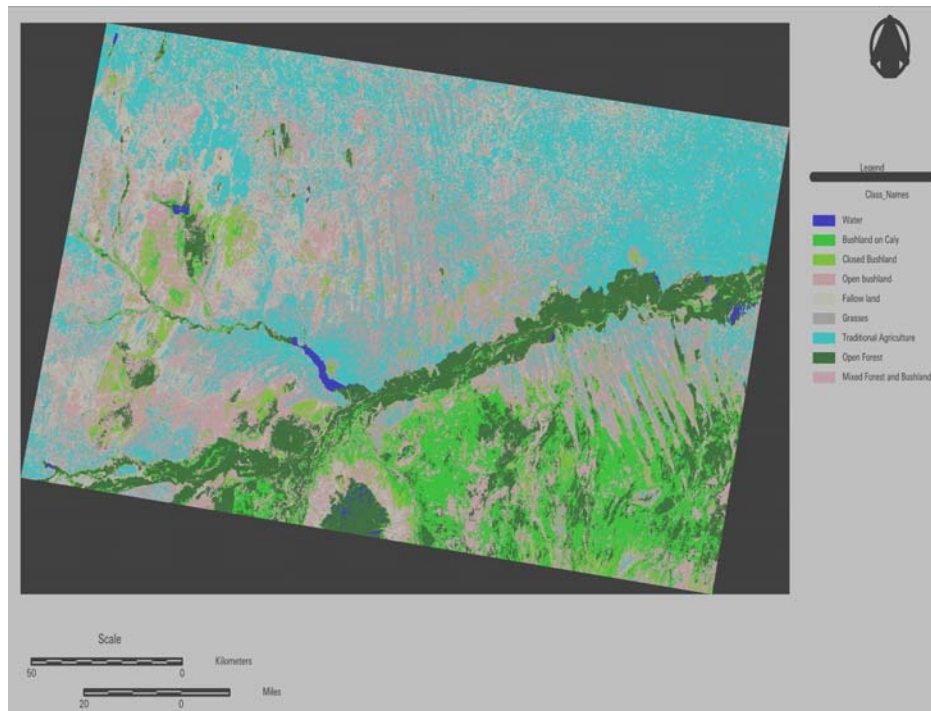 Legend
Class_Names
Water
Bushland on Caly
Closed Bushland
Open bushland
Fallow land
Grasses
Traditional Agriculture
Open Forest
Mixed Forest and Bushland
Scale
Kilometers
50 0
Miles
20 0